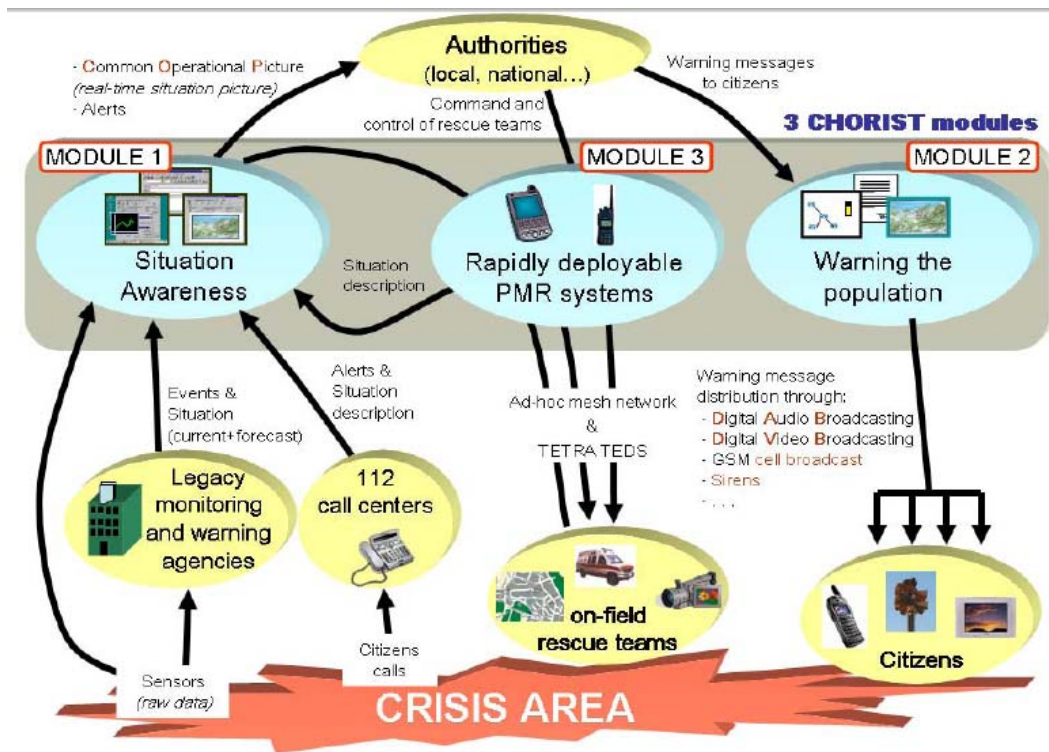 Authorities
(local, national...)
- Common Operational Picture
(real-time situation picture)
- Alerts
Command and
control of rescue teams
Warning messages
to citizens
3 CHORIST modules
MODULE 1
MODULE 3
MODULE 2
Situation
Awareness
Situation
description
Rapidly deployable
PMR systems
Warning the
population
Events &
Situation
(current+forecast)
Alerts &
Situation
description
Ad-hoc mesh network
&
TETRA TEDS
Warning message
distribution through:
- Digital Audio Broadcasting
- Digital Video Broadcasting
- GSM cell broadcast
- Sirens
- . . .
Legacy
monitoring
and warning
agencies
112
call centers
on-field
rescue teams
Citizens
Sensors
(raw data)
Citizens
calls
CRISIS AREA